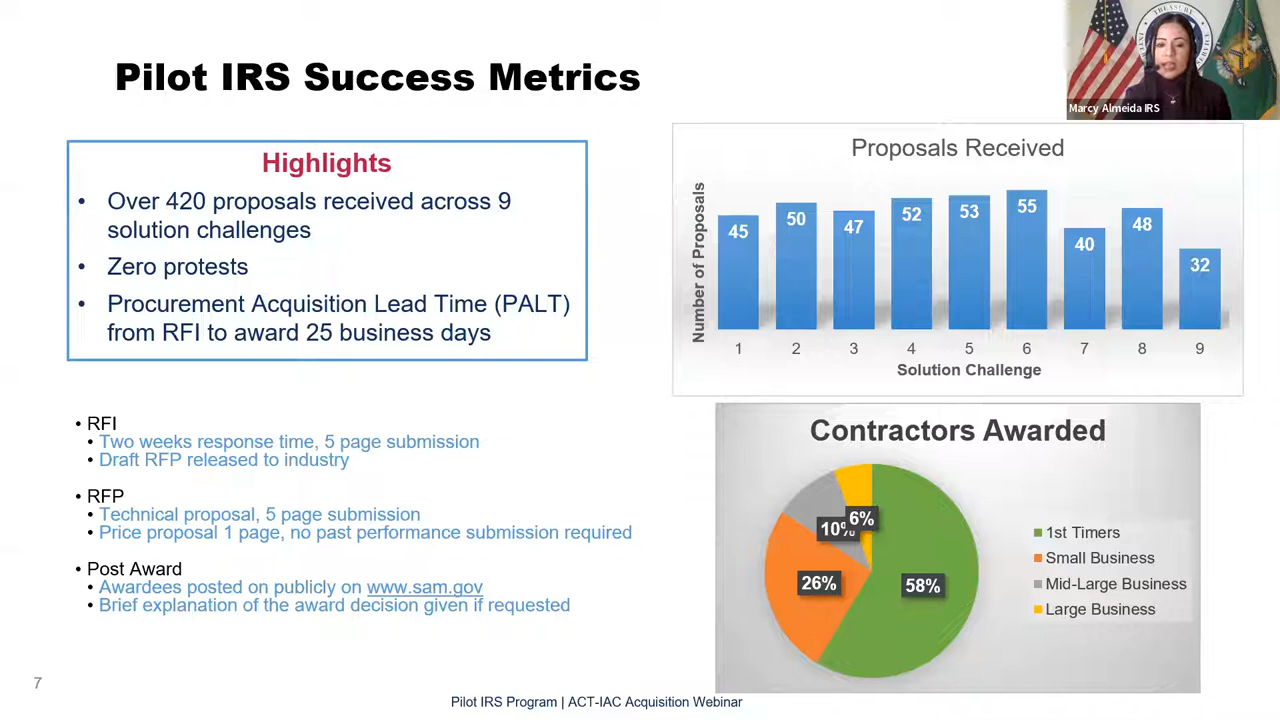 Pilot IRS Success Metrics
Marcy Almeida IRS
Highlights
• Over 420 proposals received across 9
solution challenges
• Zero protests
• Procurement Acquisition Lead Time (PALT)
from RFI to award 25 business days
• RFI
• Two weeks response time, 5 page submission
• Draft RFP released to industry
• RFP
• Technical proposal, 5 page submission
• Price proposal 1 page, no past performance submission required
• Post Award
• Awardees posted on publicly on www.sam.gov
• Brief explanation of the award decision given if requested
Proposals Received
Number of Proposals
45 50 47 52 53 55 40 48 32
1 2 3 4 5 6 7 8 9
Solution Challenge
Contractors Awarded
10%
6%
26%
58%
1st Timers
Small Business
Mid-Large Business
Large Business
7
Pilot IRS Program | ACT-IAC Acquisition Webinar